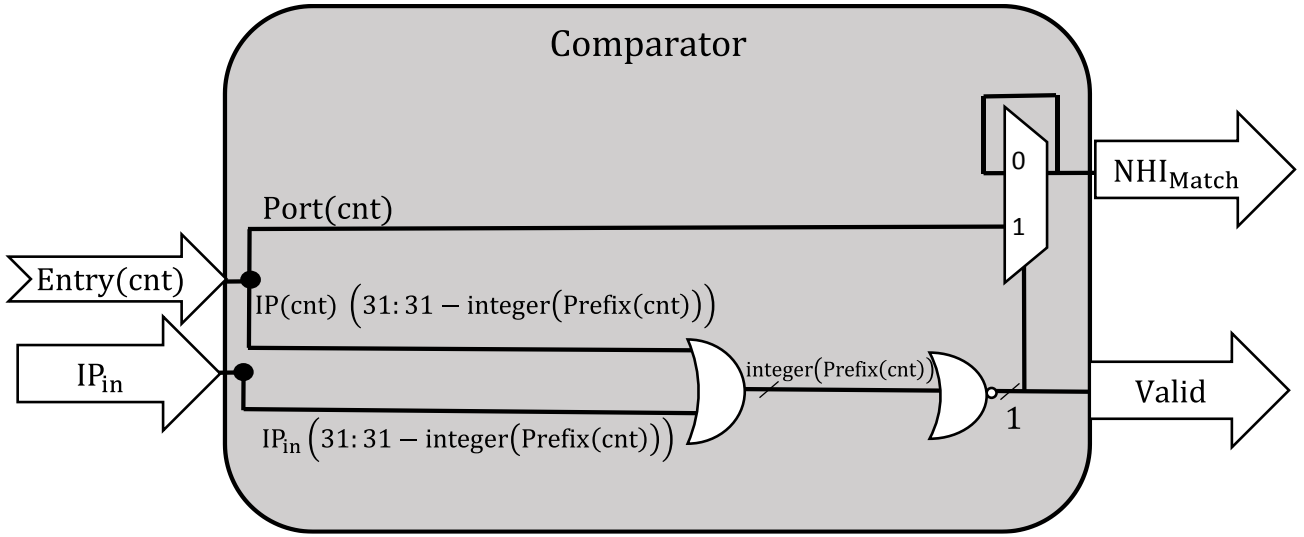 Comparator
0
NHI_Match
Port(cnt)
1
Entry(cnt)
IP(cnt) (31: 31 − integer(Prefix(cnt)))
IP_in
integer(Prefix(cnt))
Valid
1
IP_in (31: 31 − integer(Prefix(cnt)))